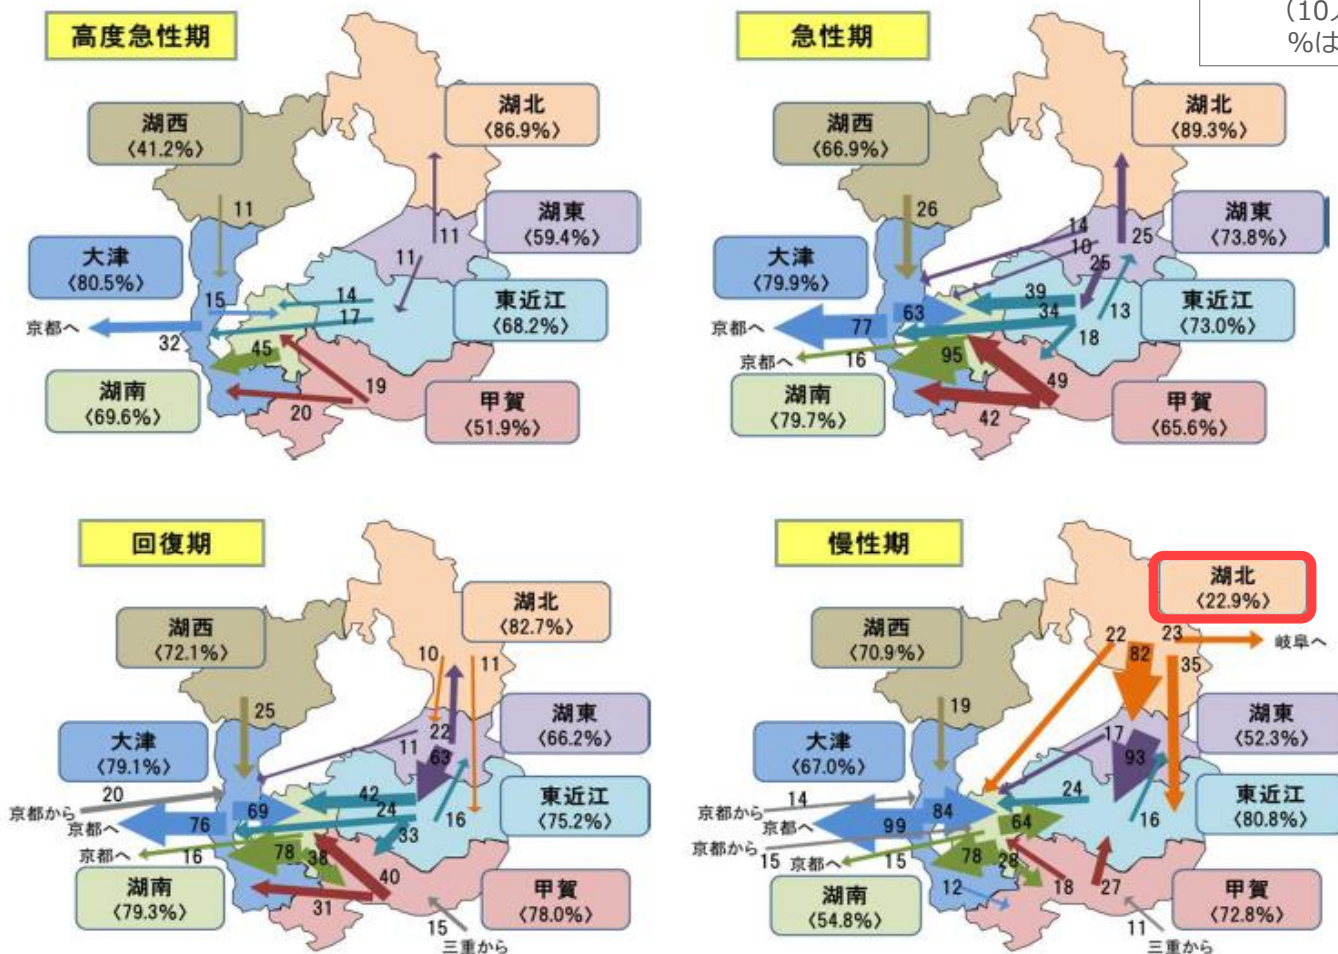 (10人
%は
高度急性期
湖西
〈41.2%〉
湖北
〈86.9%〉
11
湖東
〈59.4%〉
11
11
大津
〈80.5%〉
15
14
17
東近江
〈68.2%〉
京都へ
32
45
湖南
〈69.6%〉
20
19
甲賀
〈51.9%〉
急性期
湖西
〈66.9%〉
湖北
〈89.3%〉
26
14
10
25
25
湖東
〈73.8%〉
大津
〈79.9%〉
39
34
13
18
東近江
〈73.0%〉
京都へ
77
63
京都へ
16
95
湖南
〈79.7%〉
42
49
甲賀
〈65.6%〉
回復期
湖西
〈72.1%〉
湖北
〈82.7%〉
10
11
25
22
11
63
湖東
〈66.2%〉
大津
〈79.1%〉
20
京都から
京都へ
76
69
42
24
33
16
東近江
〈75.2%〉
京都へ
16
78
38
40
湖南
〈79.3%〉
31
甲賀
〈78.0%〉
15
三重から
慢性期
湖北
〈22.9%〉
湖西
〈70.9%〉
22
82
23
岐阜へ
35
19
17
93
湖東
〈52.3%〉
大津
〈67.0%〉
14
京都から
京都へ
99
84
24
64
16
東近江
〈80.8%〉
京都から
15
京都へ
15
78
28
18
27
湖南
〈54.8%〉
12
甲賀
〈72.8%〉
11
三重から